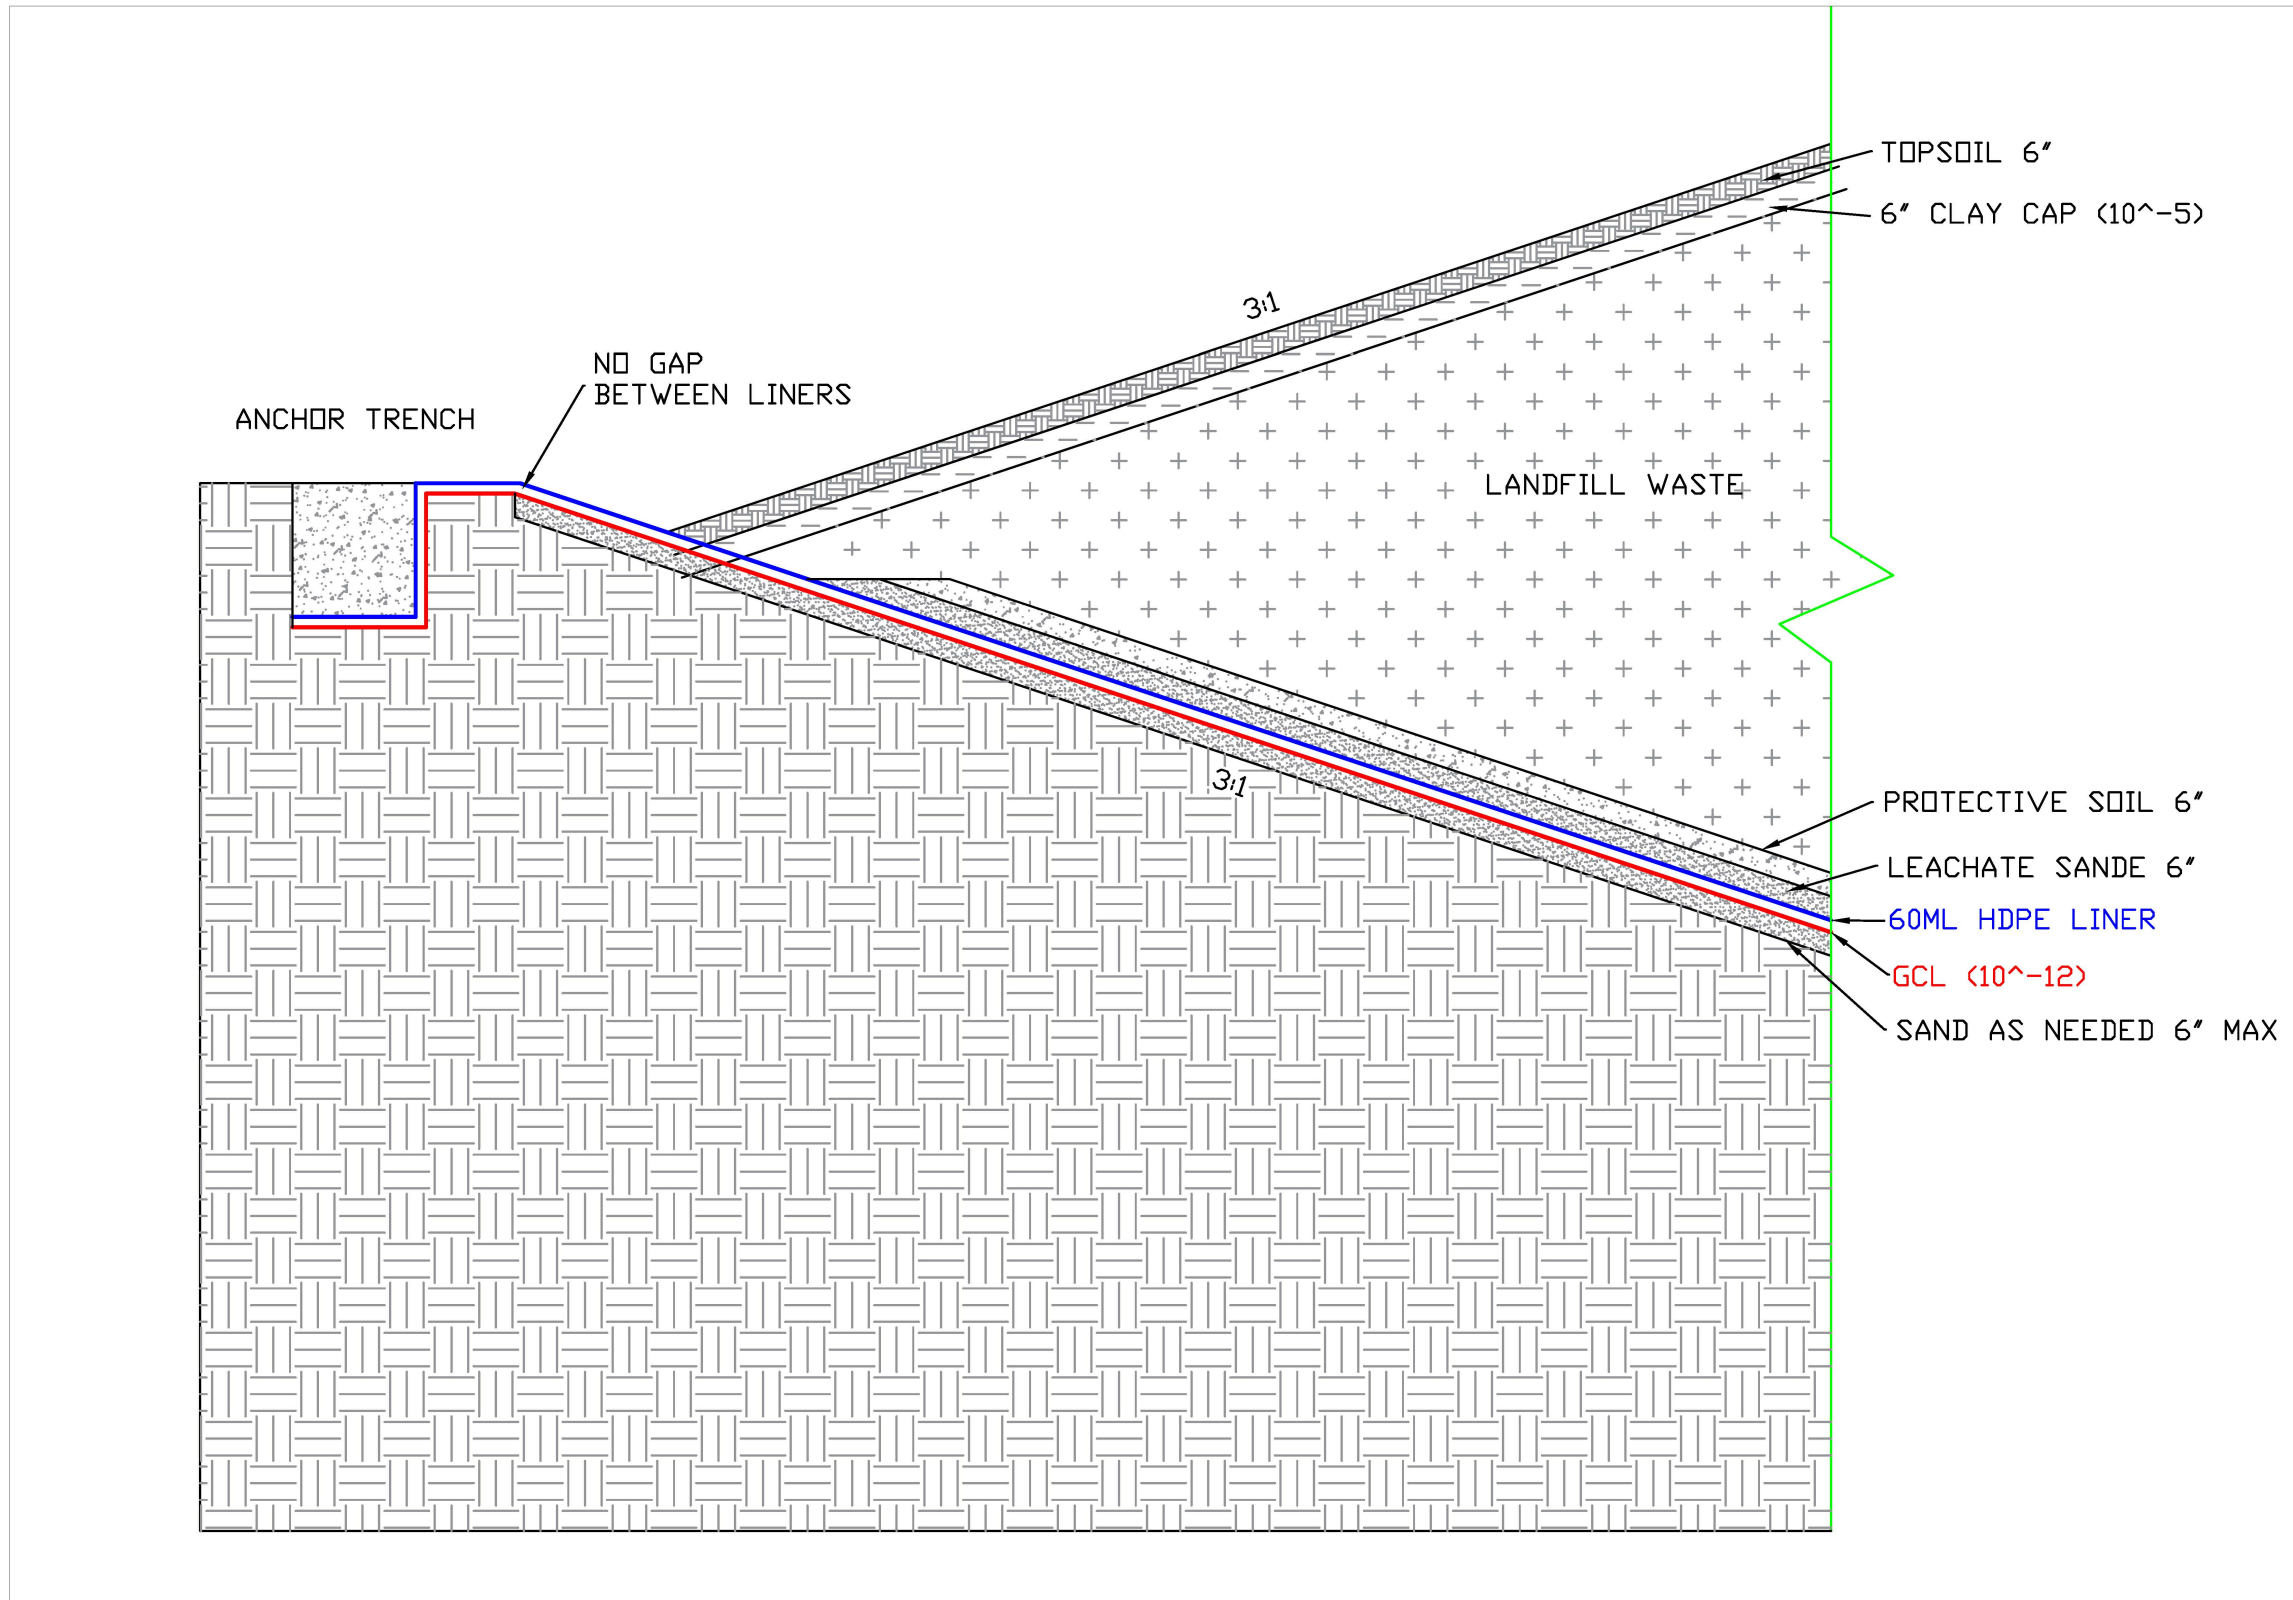 TOPSOIL 6"
6" CLAY CAP (10^-5)
3:1
NO GAP
BETWEEN LINERS
ANCHOR TRENCH
LANDFILL WASTE
3:1
PROTECTIVE SOIL 6"
LEACHATE SANDE 6"
60ML HDPE LINER
GCL (10^-12)
SAND AS NEEDED 6" MAX